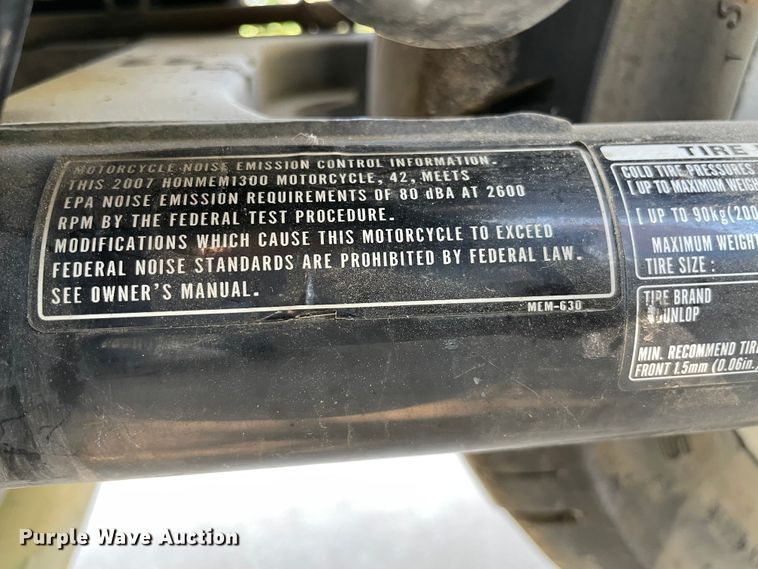 MOTORCYCLE NOISE EMISSION CONTROL INFORMATION.
THIS 2007 HONMEM1300 MOTORCYCLE, 42, MEETS
EPA NOISE EMISSION REQUIREMENTS OF 80 dBA AT 2600
RPM BY THE FEDERAL TEST PROCEDURE.
MODIFICATIONS WHICH CAUSE THIS MOTORCYCLE TO EXCEED
FEDERAL NOISE STANDARDS ARE PROHIBITED BY FEDERAL LAW.
SEE OWNER'S MANUAL.
MEM-630
TIRE
COLD TIRE PRESSURES
[ UP TO MAXIMUM WEIGH
[ UP TO 90kg(200
MAXIMUM WEIGHT
TIRE SIZE :
TIRE BRAND
DUNLOP
MIN. RECOMMEND TIR
FRONT 1.5mm (0.06in.
Purple Wave Auction